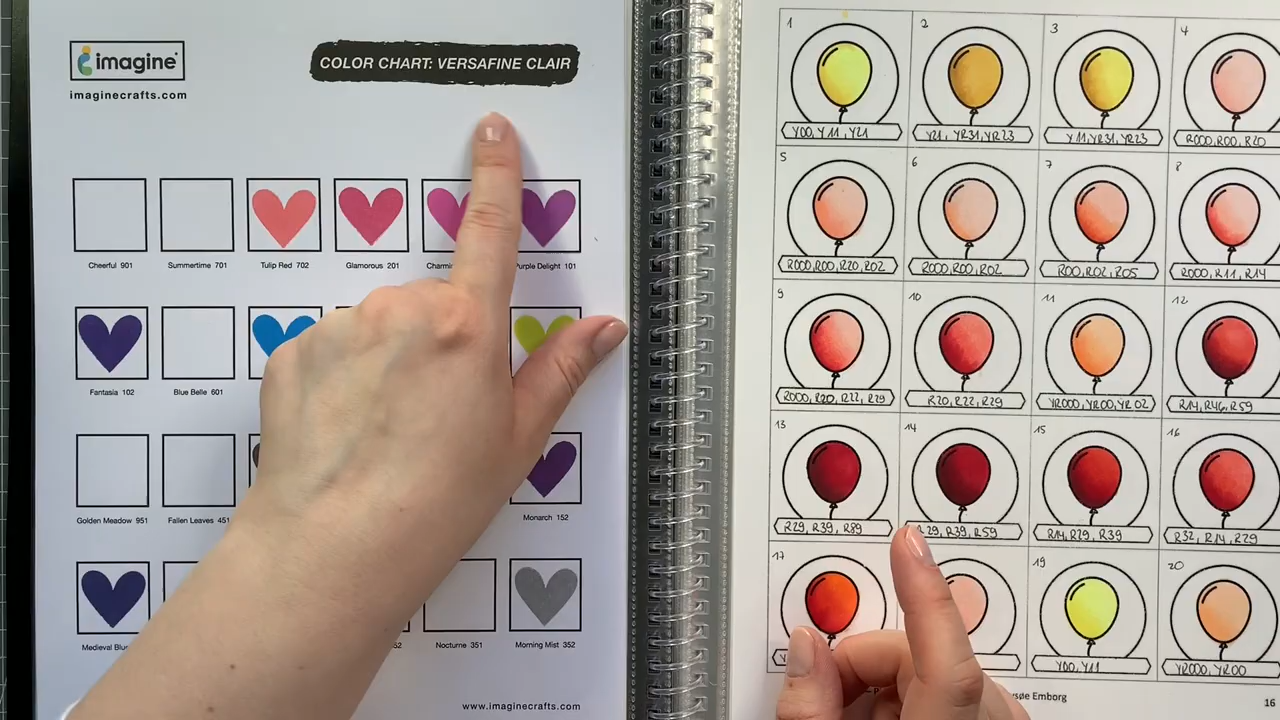 imagine
imaginecrafts.com
COLOR CHART: VERSAFINE CLAIR
Cheerful 901
Summertime 701
Tulip Red 702
Glamorous 201
Purple Delight 101
Fantasia 102
Blue Belle 601
Golden Meadow 951
Fallen Leaves 451
Monarch 152
Nocturne 351
Morning Mist 352
www.imaginecrafts.com
1
2
3
4
Y00, Y11, Y21
Y21, YR31, YR23
Y11, YR31, YR23
R000, R00, R20
5
6
7
8
R000, R00, R20, R02
R000, R00, R02
R00, R02, R05
R000, R11, R14
9
10
11
12
R000, R20, R22, R29
R20, R22, R29
YR000, YR00, YR02
R14, R46, R59
13
14
15
16
R29, R39, R89
R29, R39, R59
R14, R29, R39
R32, R14, R29
17
19
20
Y00, Y11
YR000, YR00
Emborg
16